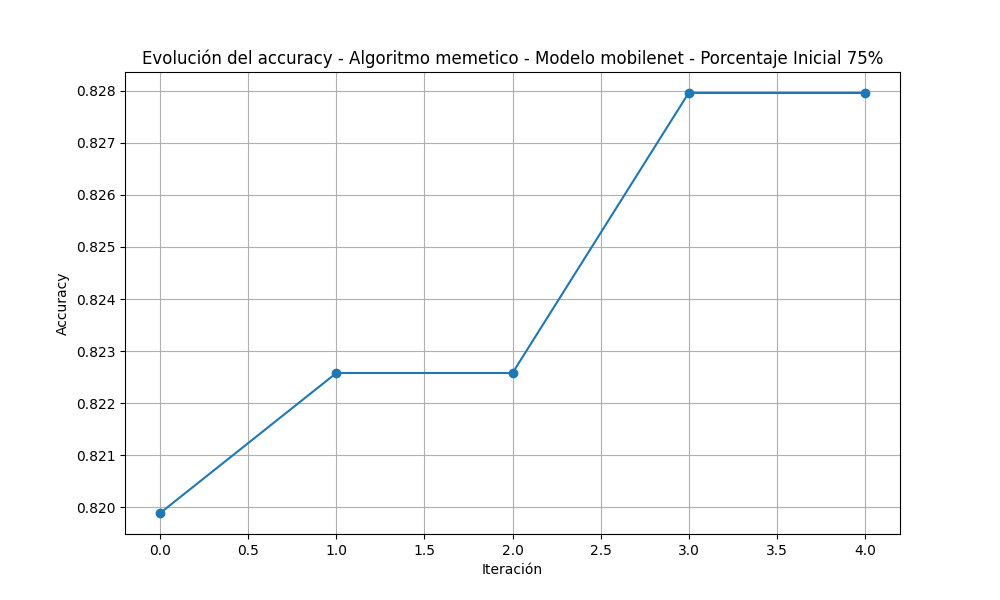 Evolución del accuracy - Algoritmo memetico - Modelo mobilenet - Porcentaje Inicial 75%
0.828
0.827
0.826
0.825
0.824
0.823
0.822
0.821
0.820
Accuracy
0.0 0.5 1.0 1.5 2.0 2.5 3.0 3.5 4.0
Iteración